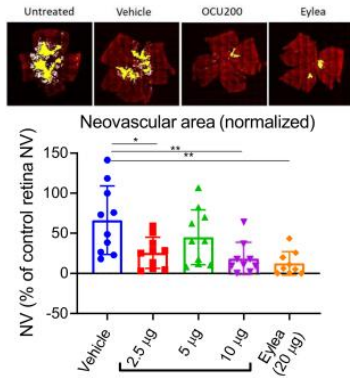 Untreated Vehicle OCU200 Eylea
Neovascular area (normalized)
NV (% of control retina NV)
150
100
50
0
-50
*
**
**
Vehicle
2.5 µg
5 µg
10 µg
Eylea
(20 µg)